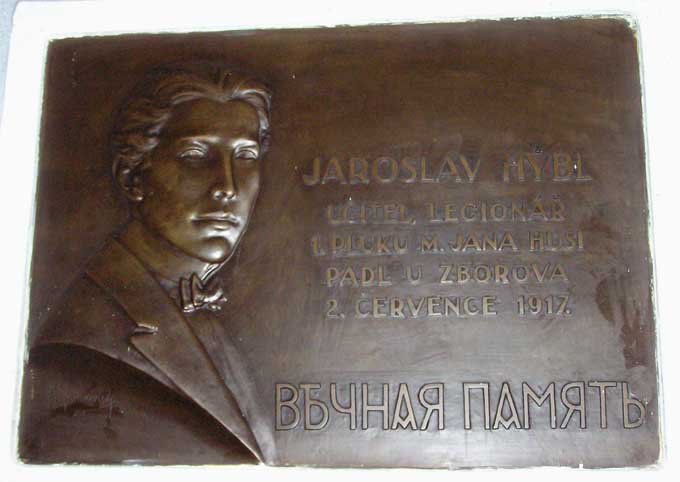 JAROSLAV HÝBL
UČITEL, LEGIONÁŘ
1. PLUKU M. JANA HUSI
PADL U ZBOROVA
2. ČERVENCE 1917.
ВѢЧНАЯ ПАМЯТЬ